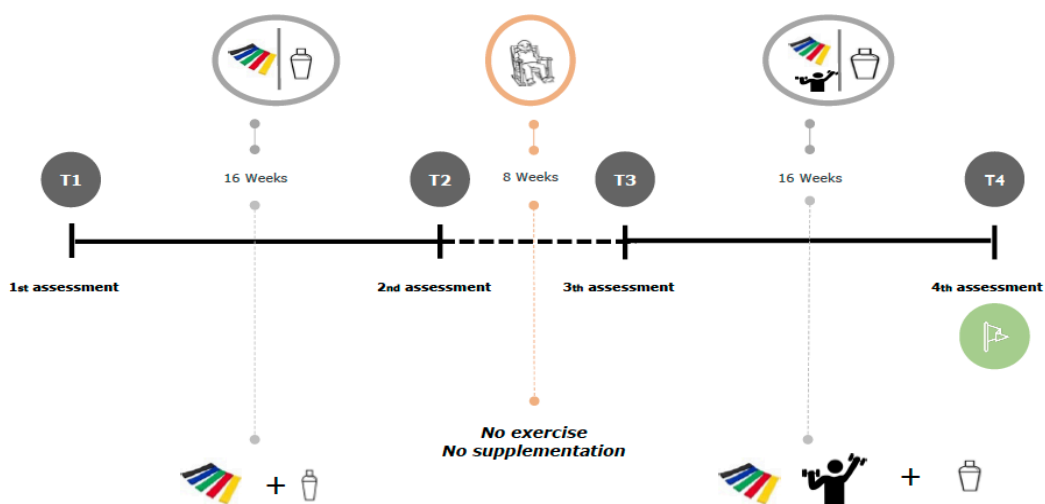 T1
16 Weeks
T2
8 Weeks
T3
16 Weeks
T4
1st assessment
2nd assessment
3th assessment
4th assessment
No exercise
No supplementation
+
+